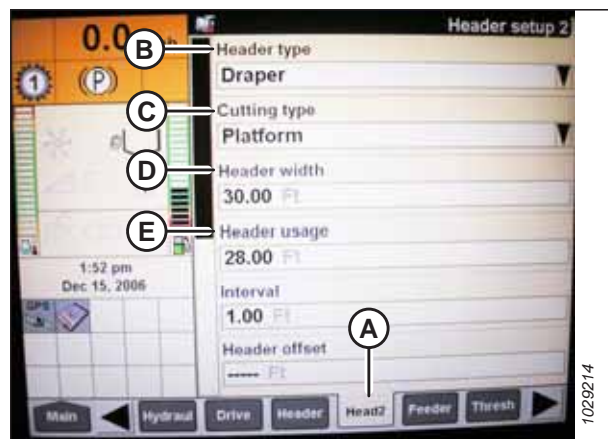 0.0
Header setup 2
B
Header type
1
(P)
Draper
C
Cutting type
Platform
D
Header width
30.00 Ft
E
Header usage
28.00 Ft
1:52 pm
Dec 15, 2006
Interval
1.00 Ft
GPS
A
Header offset
----- Ft
Main
Hydraul
Drive
Header
Head2
Feeder
Thresh
1029214